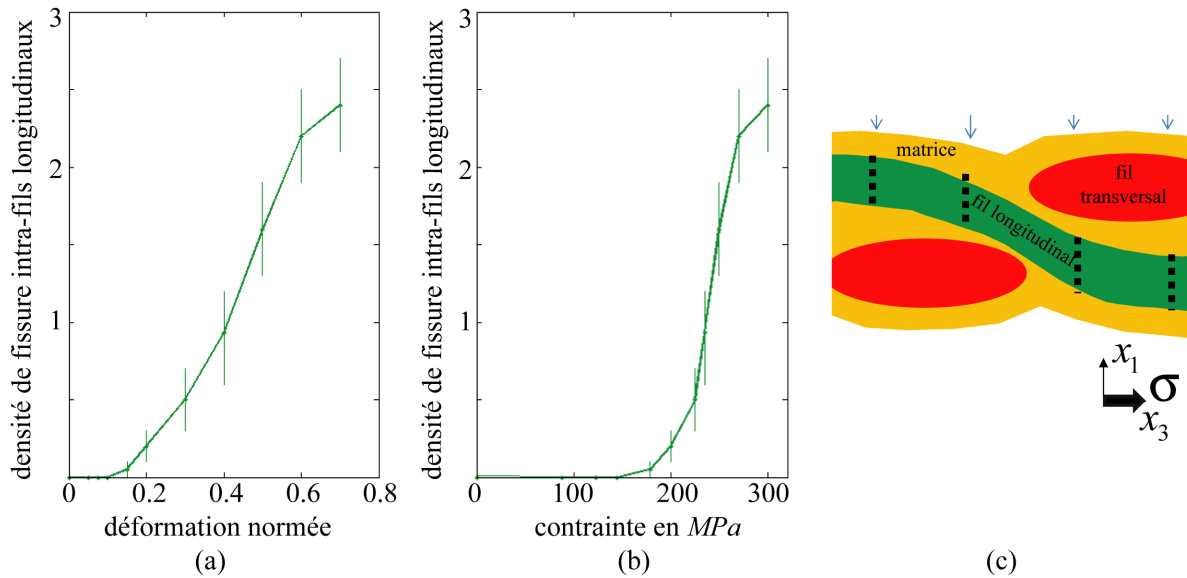 densité de fissure intra-fils longitudinaux
3
2
1
0
0.2
0.4
0.6
0.8
déformation normée
(a)
densité de fissure intra-fils longitudinaux
3
2
1
0
100
200
300
contrainte en MPa
(b)
matrice
fil
transversal
fil longitudinal
x1
σ
x3
(c)